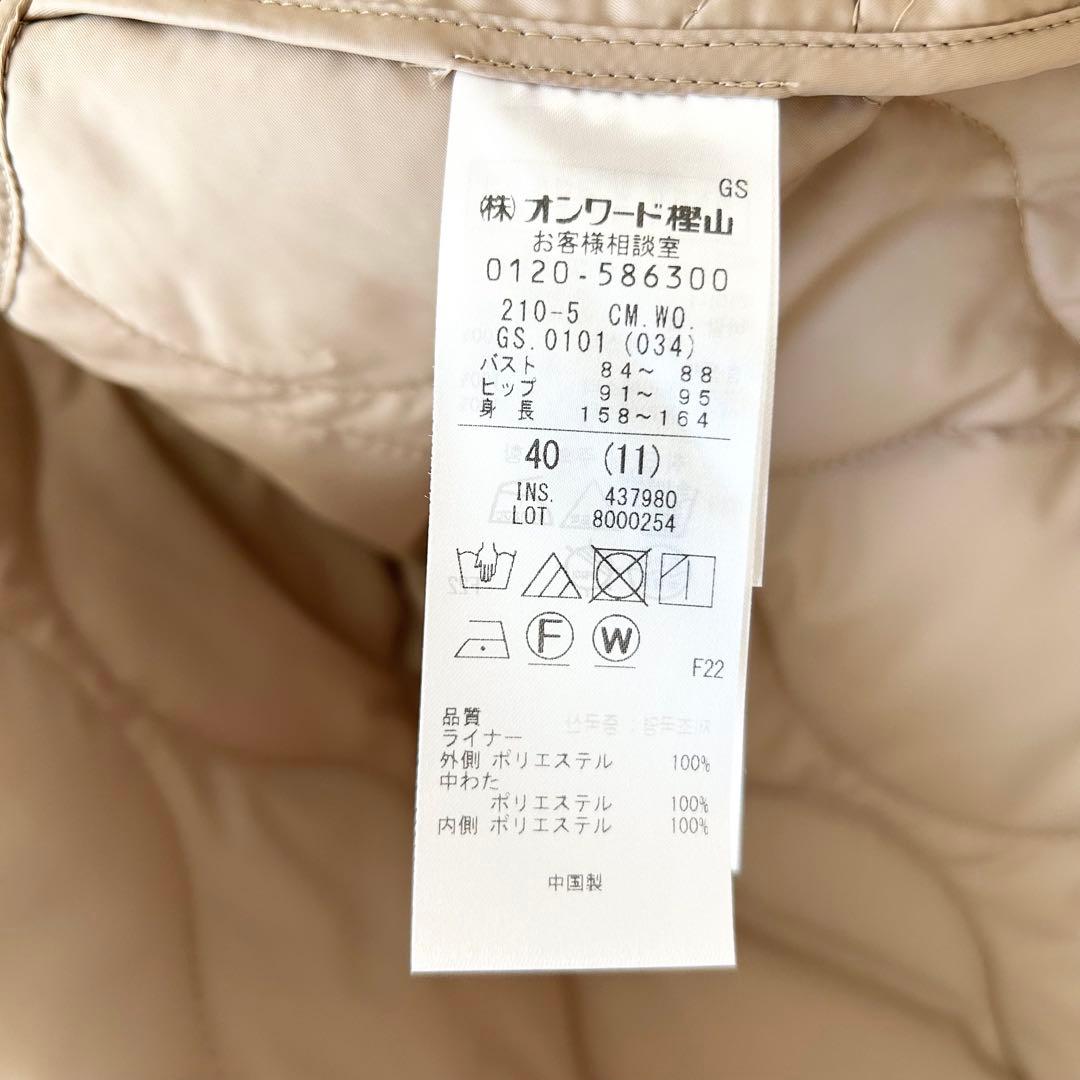 GS
㈱オンワード樫山
お客様相談室
0120-586300
210-5 CM.WO.
GS.0101 (034)
バスト 84～ 88
ヒップ 91～ 95
身長 158～164
40 (11)
INS. 437980
LOT 8000254
F W
F22
品質
ライナー
外側 ポリエステル 100%
中わた
ポリエステル 100%
内側 ポリエステル 100%
中国製